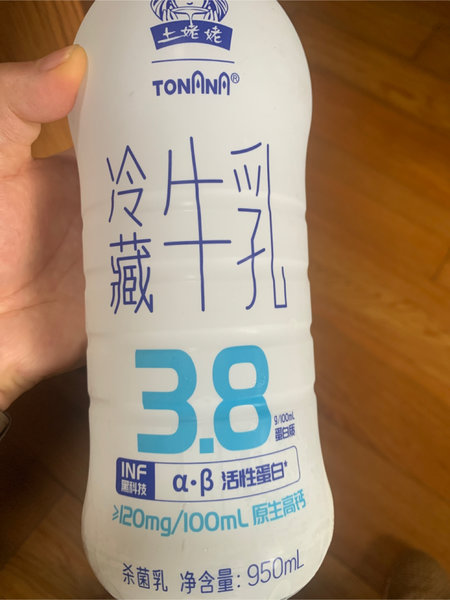 土姥姥
TONANA®
冷藏牛乳
3.8
g/100mL
蛋白质
INF
黑科技
α·β 活性蛋白*
≥120mg/100mL 原生高钙
杀菌乳 净含量：950mL